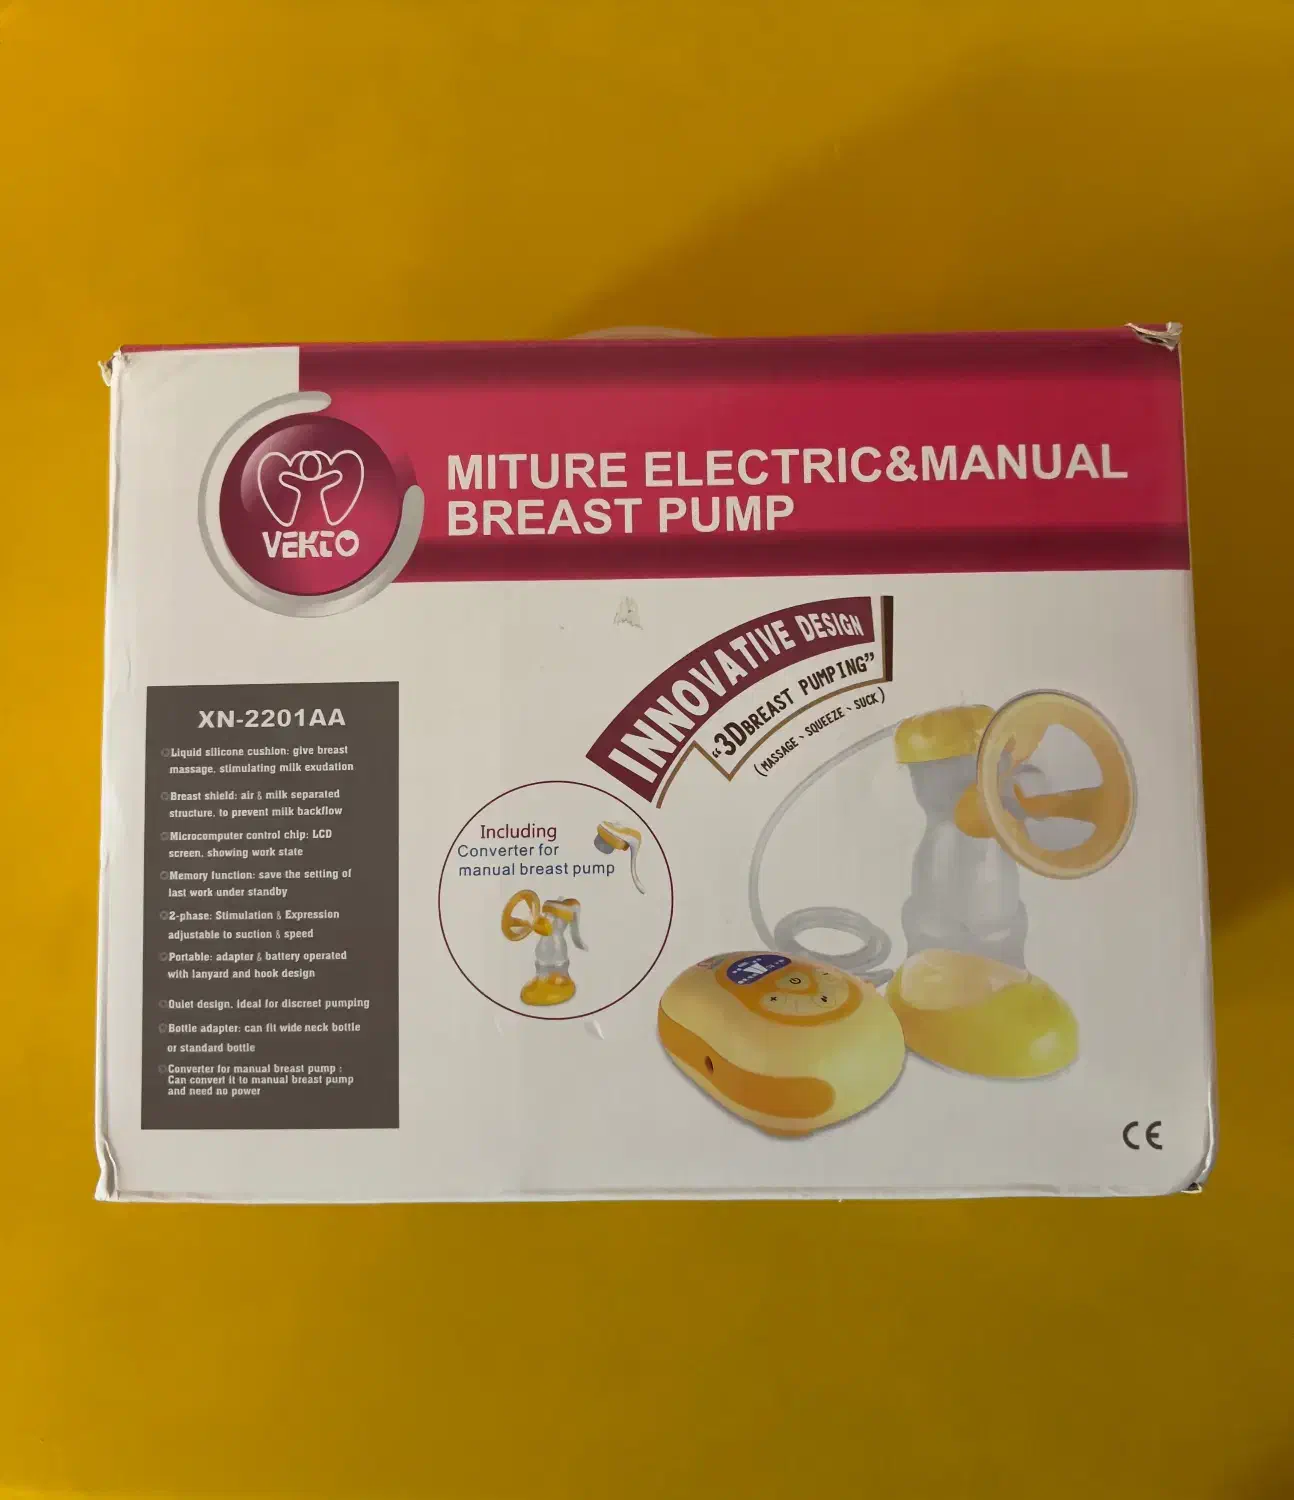 MITURE ELECTRIC&MANUAL
BREAST PUMP
VEKTO
INNOVATIVE DESIGN
“3DBREAST PUMPING”
(MASSAGE、SQUEEZE、SUCK)
XN-2201AA
Liquid silicone cushion: give breast
massage, stimulating milk exudation
Breast shield: air & milk separated
structure, to prevent milk backflow
Microcomputer control chip: LCD
screen, showing work state
Memory function: save the setting of
last work under standby
2-phase: Stimulation & Expression
adjustable to suction & speed
Portable: adapter & battery operated
with lanyard and hook design
Quiet design, ideal for discreet pumping
Bottle adapter: can fit wide neck bottle
or standard bottle
Converter for manual breast pump :
Can convert it to manual breast pump
and need no power
Including
Converter for
manual breast pump
CE